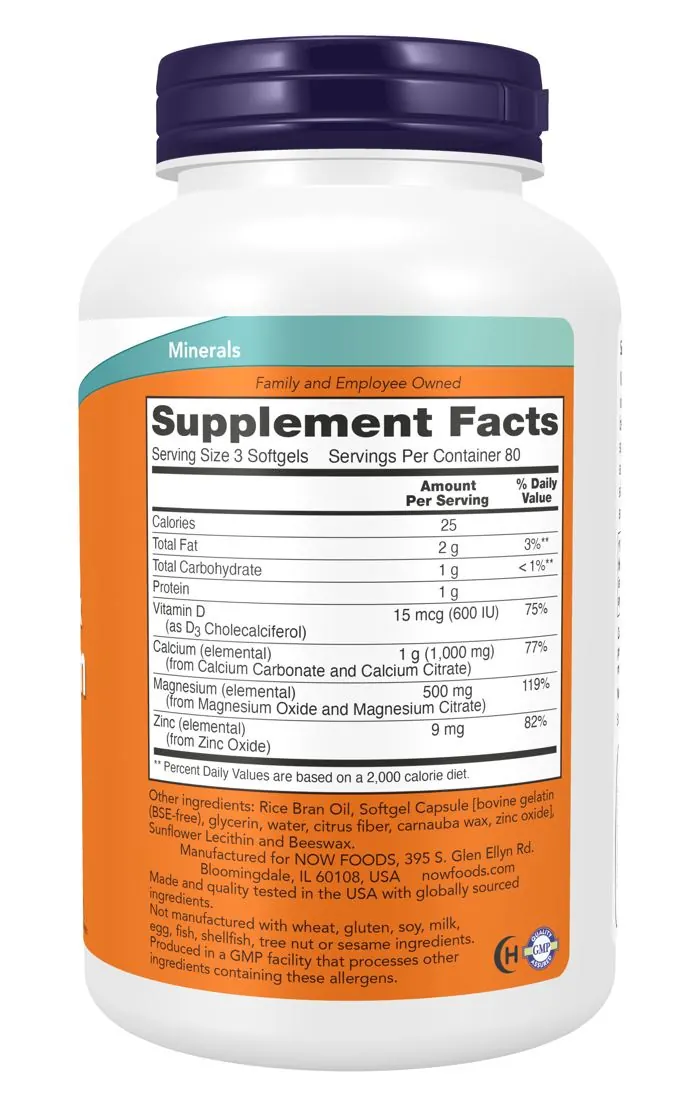 Minerals
Family and Employee Owned
Supplement Facts
Serving Size 3 Softgels Servings Per Container 80
Amount Per Serving % Daily Value
Calories 25
Total Fat 2 g 3%**
Total Carbohydrate 1 g < 1%**
Protein 1 g
Vitamin D 15 mcg (600 IU) 75%
(as D3 Cholecalciferol)
Calcium (elemental) 1 g (1,000 mg) 77%
(from Calcium Carbonate and Calcium Citrate)
Magnesium (elemental) 500 mg 119%
(from Magnesium Oxide and Magnesium Citrate)
Zinc (elemental) 9 mg 82%
(from Zinc Oxide)
** Percent Daily Values are based on a 2,000 calorie diet.
Other ingredients: Rice Bran Oil, Softgel Capsule [bovine gelatin
(BSE-free), glycerin, water, citrus fiber, carnauba wax, zinc oxide],
Sunflower Lecithin and Beeswax.
Manufactured for NOW FOODS, 395 S. Glen Ellyn Rd.
Bloomingdale, IL 60108, USA nowfoods.com
Made and quality tested in the USA with globally sourced
ingredients.
Not manufactured with wheat, gluten, soy, milk,
egg, fish, shellfish, tree nut or sesame ingredients.
Produced in a GMP facility that processes other
ingredients containing these allergens.
H
QUALITY
GMP
ASSURED